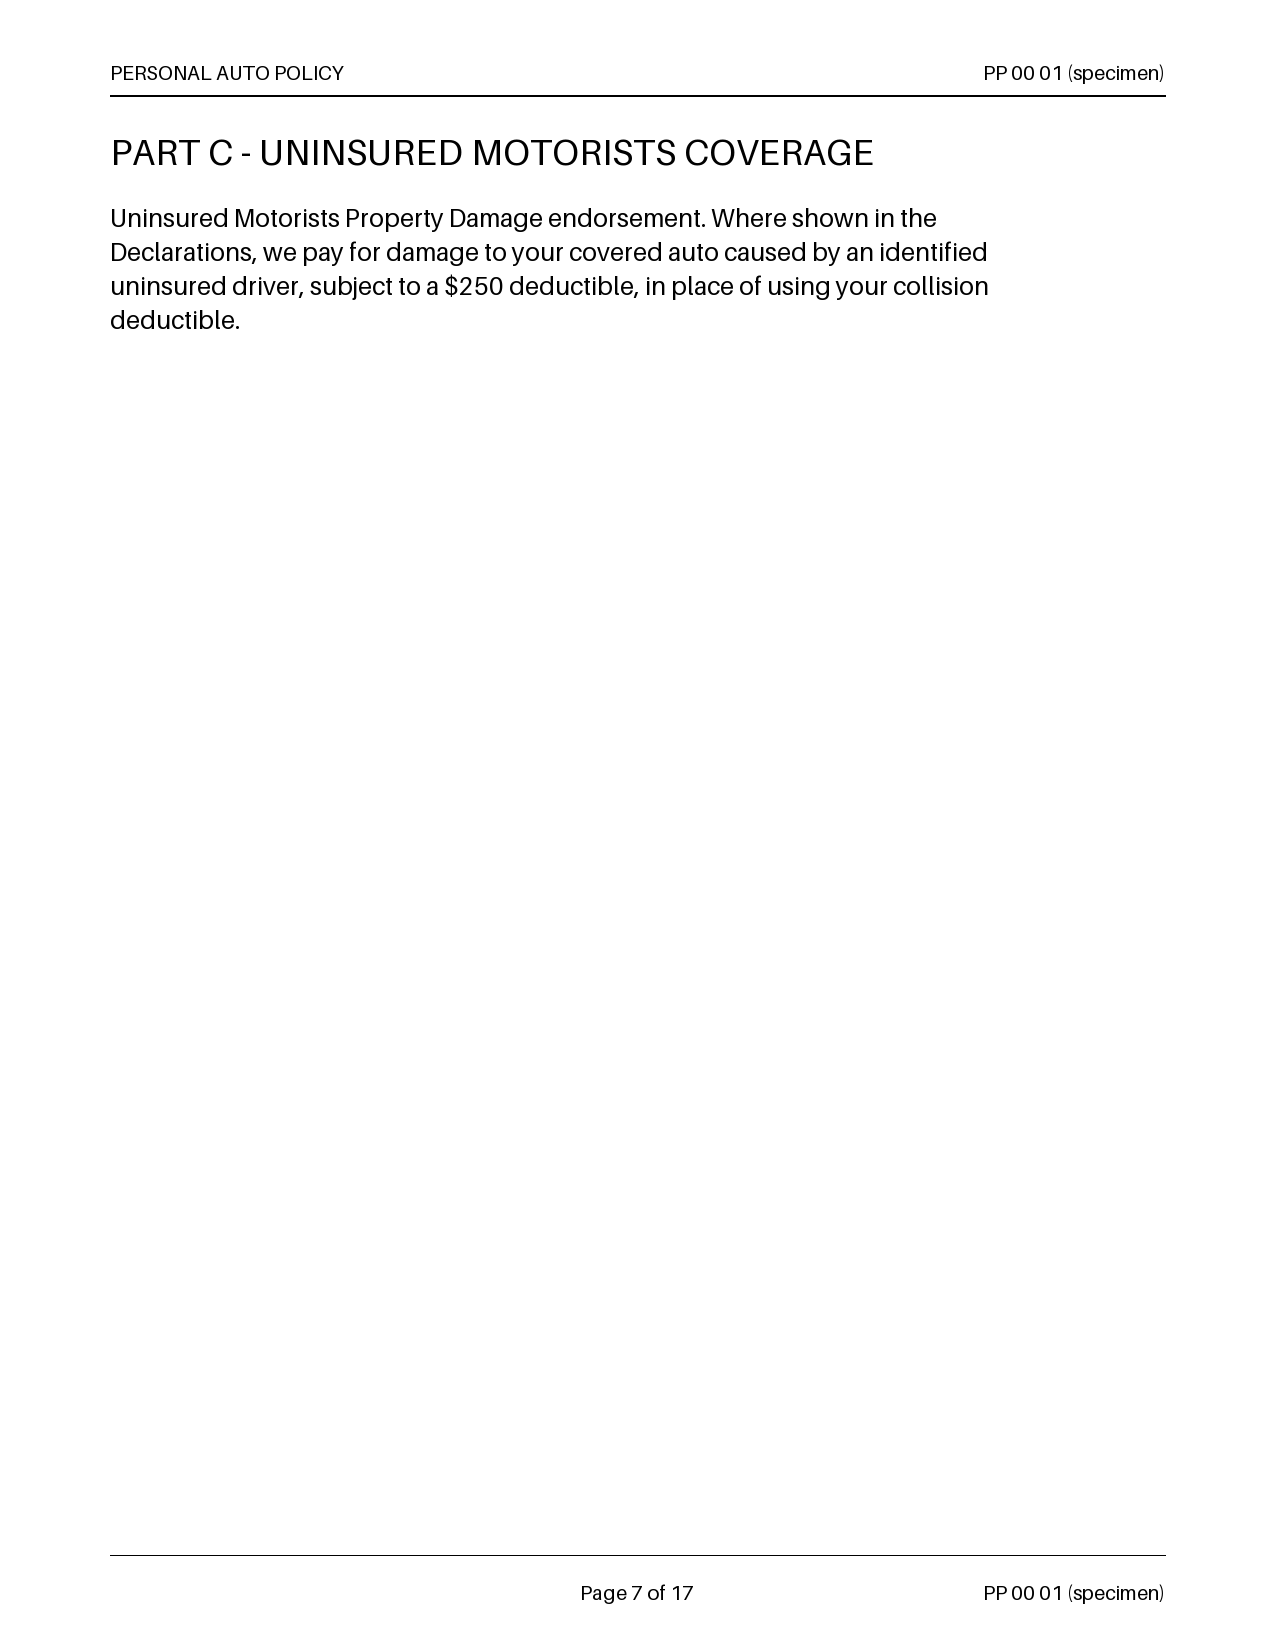 PERSONAL AUTO POLICY PP 00 01 (specimen)
PART C - UNINSURED MOTORISTS COVERAGE
Uninsured Motorists Property Damage endorsement. Where shown in the
Declarations, we pay for damage to your covered auto caused by an identified
uninsured driver, subject to a $250 deductible, in place of using your collision
deductible.
Page 7 of 17 PP 00 01 (specimen)